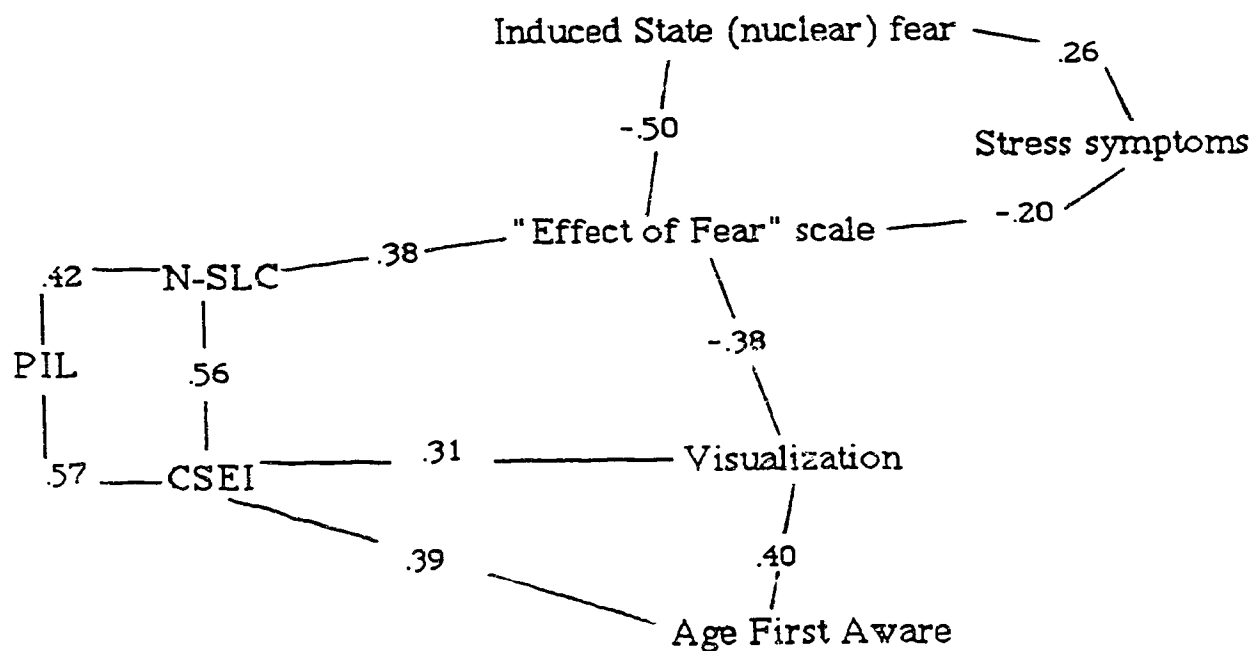 Induced State (nuclear) fear
.26
-.50
Stress symptoms
"Effect of Fear" scale
-.20
.38
.42
N-SLC
-.38
PIL
.56
.31
Visualization
.57
CSEI
.39
.40
Age First Aware